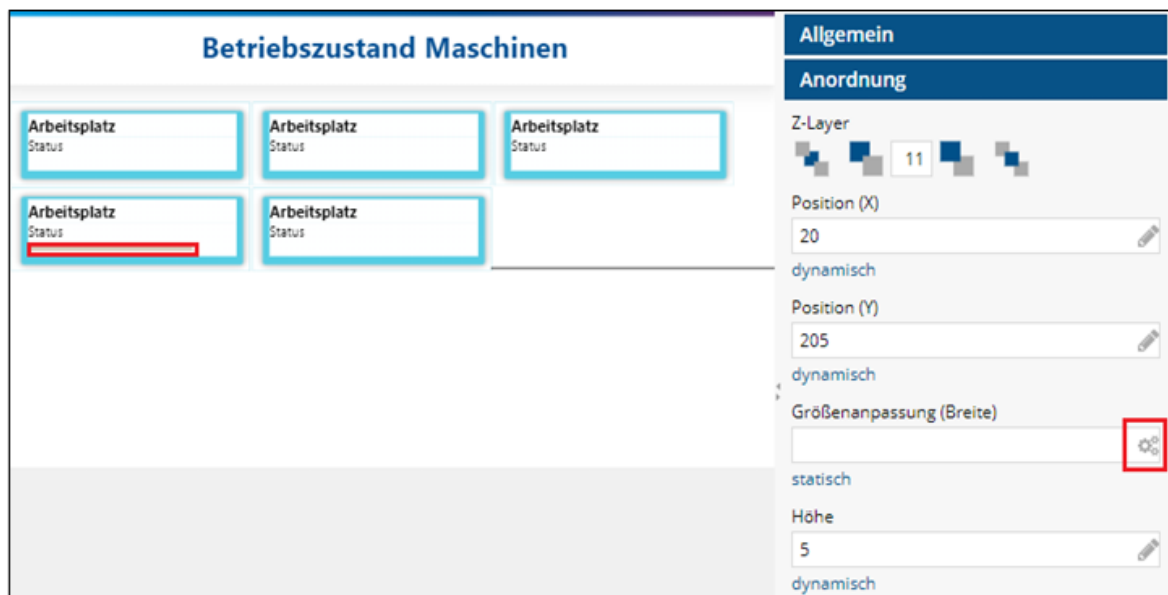 Betriebszustand Maschinen
Arbeitsplatz
Status
Arbeitsplatz
Status
Arbeitsplatz
Status
Arbeitsplatz
Status
Arbeitsplatz
Status
Allgemein
Anordnung
Z-Layer
11
Position (X)
20
dynamisch
Position (Y)
205
dynamisch
Größenanpassung (Breite)
statisch
Höhe
5
dynamisch